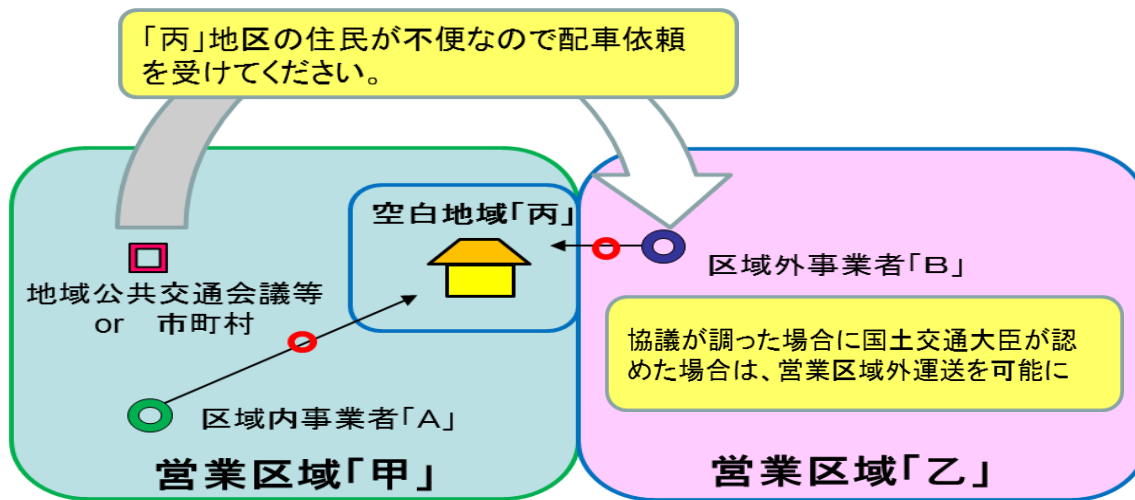 「丙」地区の住民が不便なので配車依頼
を受けてください。
空白地域「丙」
地域公共交通会議等
or 市町村
区域外事業者「B」
協議が調った場合に国土交通大臣が認
めた場合は、営業区域外運送を可能に
区域内事業者「A」
営業区域「甲」
営業区域「乙」